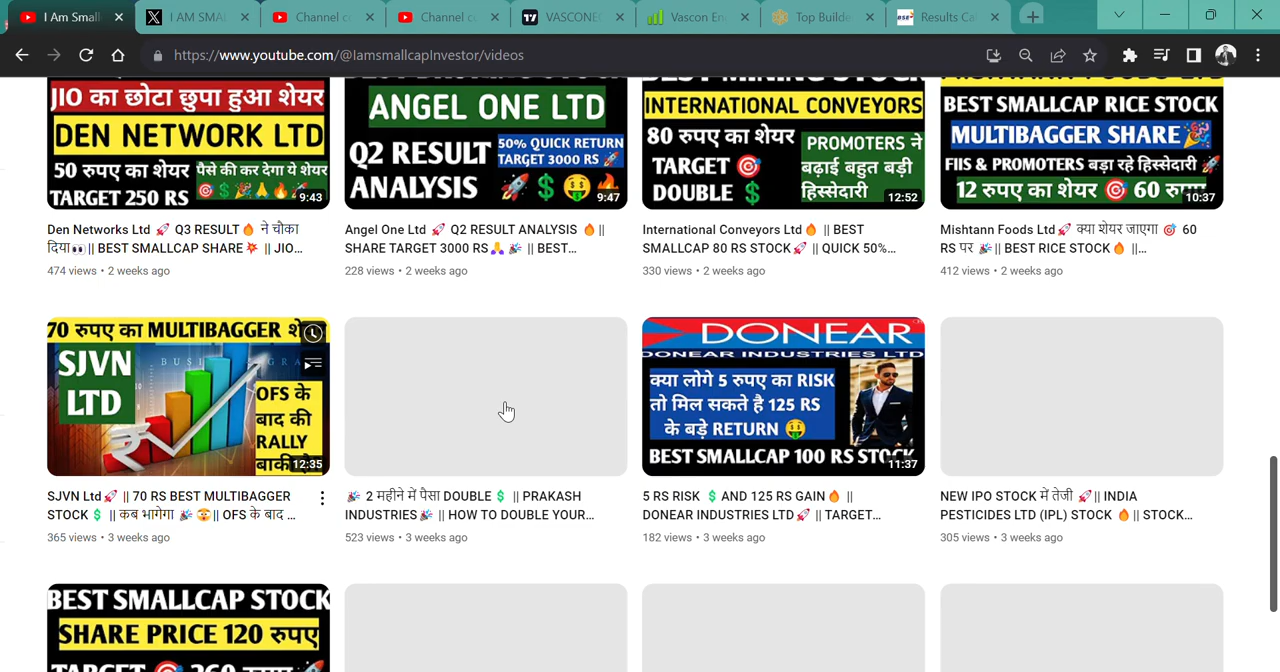 I Am Small
I AM SMA
Channel c
Channel c
VASCONE
Vascon En
Top Buildi
BSE
Results Ca
https://www.youtube.com/@IamsmallcapInvestor/videos
JIO का छोटा छुपा हुआ शेयर
DEN NETWORK LTD
50 रुपए का शेयर
पैसे की कर देगा ये शेयर
TARGET 250 RS
9:43
ANGEL ONE LTD
Q2 RESULT
ANALYSIS
50% QUICK RETURN
TARGET 3000 RS 🚀
🚀 💲 🤑 🔥
9:47
BEST MINING STOCK
INTERNATIONAL CONVEYORS
80 रुपए का शेयर
TARGET 🎯
DOUBLE 💲
PROMOTERS ने
बढ़ाई बहुत बड़ी
हिस्सेदारी
12:52
MISHTANN FOODS LTD
BEST SMALLCAP RICE STOCK
MULTIBAGGER SHARE🎉
FIIS & PROMOTERS बड़ा रहे हिस्सेदारी 🚀
12 रुपए का शेयर 🎯 60
10:37
Den Networks Ltd 🚀 Q3 RESULT🔥 ने चौका
दिया👀 || BEST SMALLCAP SHARE💥 || JIO...
474 views • 2 weeks ago
Angel One Ltd 🚀 Q2 RESULT ANALYSIS 🔥||
SHARE TARGET 3000 RS🙏 🎉 || BEST...
228 views • 2 weeks ago
International Conveyors Ltd🔥 || BEST
SMALLCAP 80 RS STOCK🚀 || QUICK 50%...
330 views • 2 weeks ago
Mishtann Foods Ltd🚀 क्या शेयर जाएगा 🎯 60
RS पर 🎉|| BEST RICE STOCK🔥 ||...
412 views • 2 weeks ago
70 रुपए का MULTIBAGGER
SJVN
LTD
OFS के
बाद की
RALLY
बाकी
12:35
DONEAR
DONEAR INDUSTRIES LTD
क्या लोगे 5 रुपए का RISK
तो मिल सकते है 125 RS
के बड़े RETURN 🤑
BEST SMALLCAP 100 RS STOCK
11:37
SJVN Ltd🚀 || 70 RS BEST MULTIBAGGER
STOCK💲 || कब भागेगा 🎉 🤯|| OFS के बाद ...
365 views • 3 weeks ago
🎉 2 महीने में पैसा DOUBLE💲 || PRAKASH
INDUSTRIES🎉 || HOW TO DOUBLE YOUR...
523 views • 3 weeks ago
5 RS RISK 💲 AND 125 RS GAIN🔥 ||
DONEAR INDUSTRIES LTD🚀 || TARGET...
182 views • 3 weeks ago
NEW IPO STOCK में तेजी 🚀|| INDIA
PESTICIDES LTD (IPL) STOCK 🔥 || STOCK...
305 views • 3 weeks ago
BEST SMALLCAP STOCK
SHARE PRICE 120 रुपए
TARGET 🎯 260